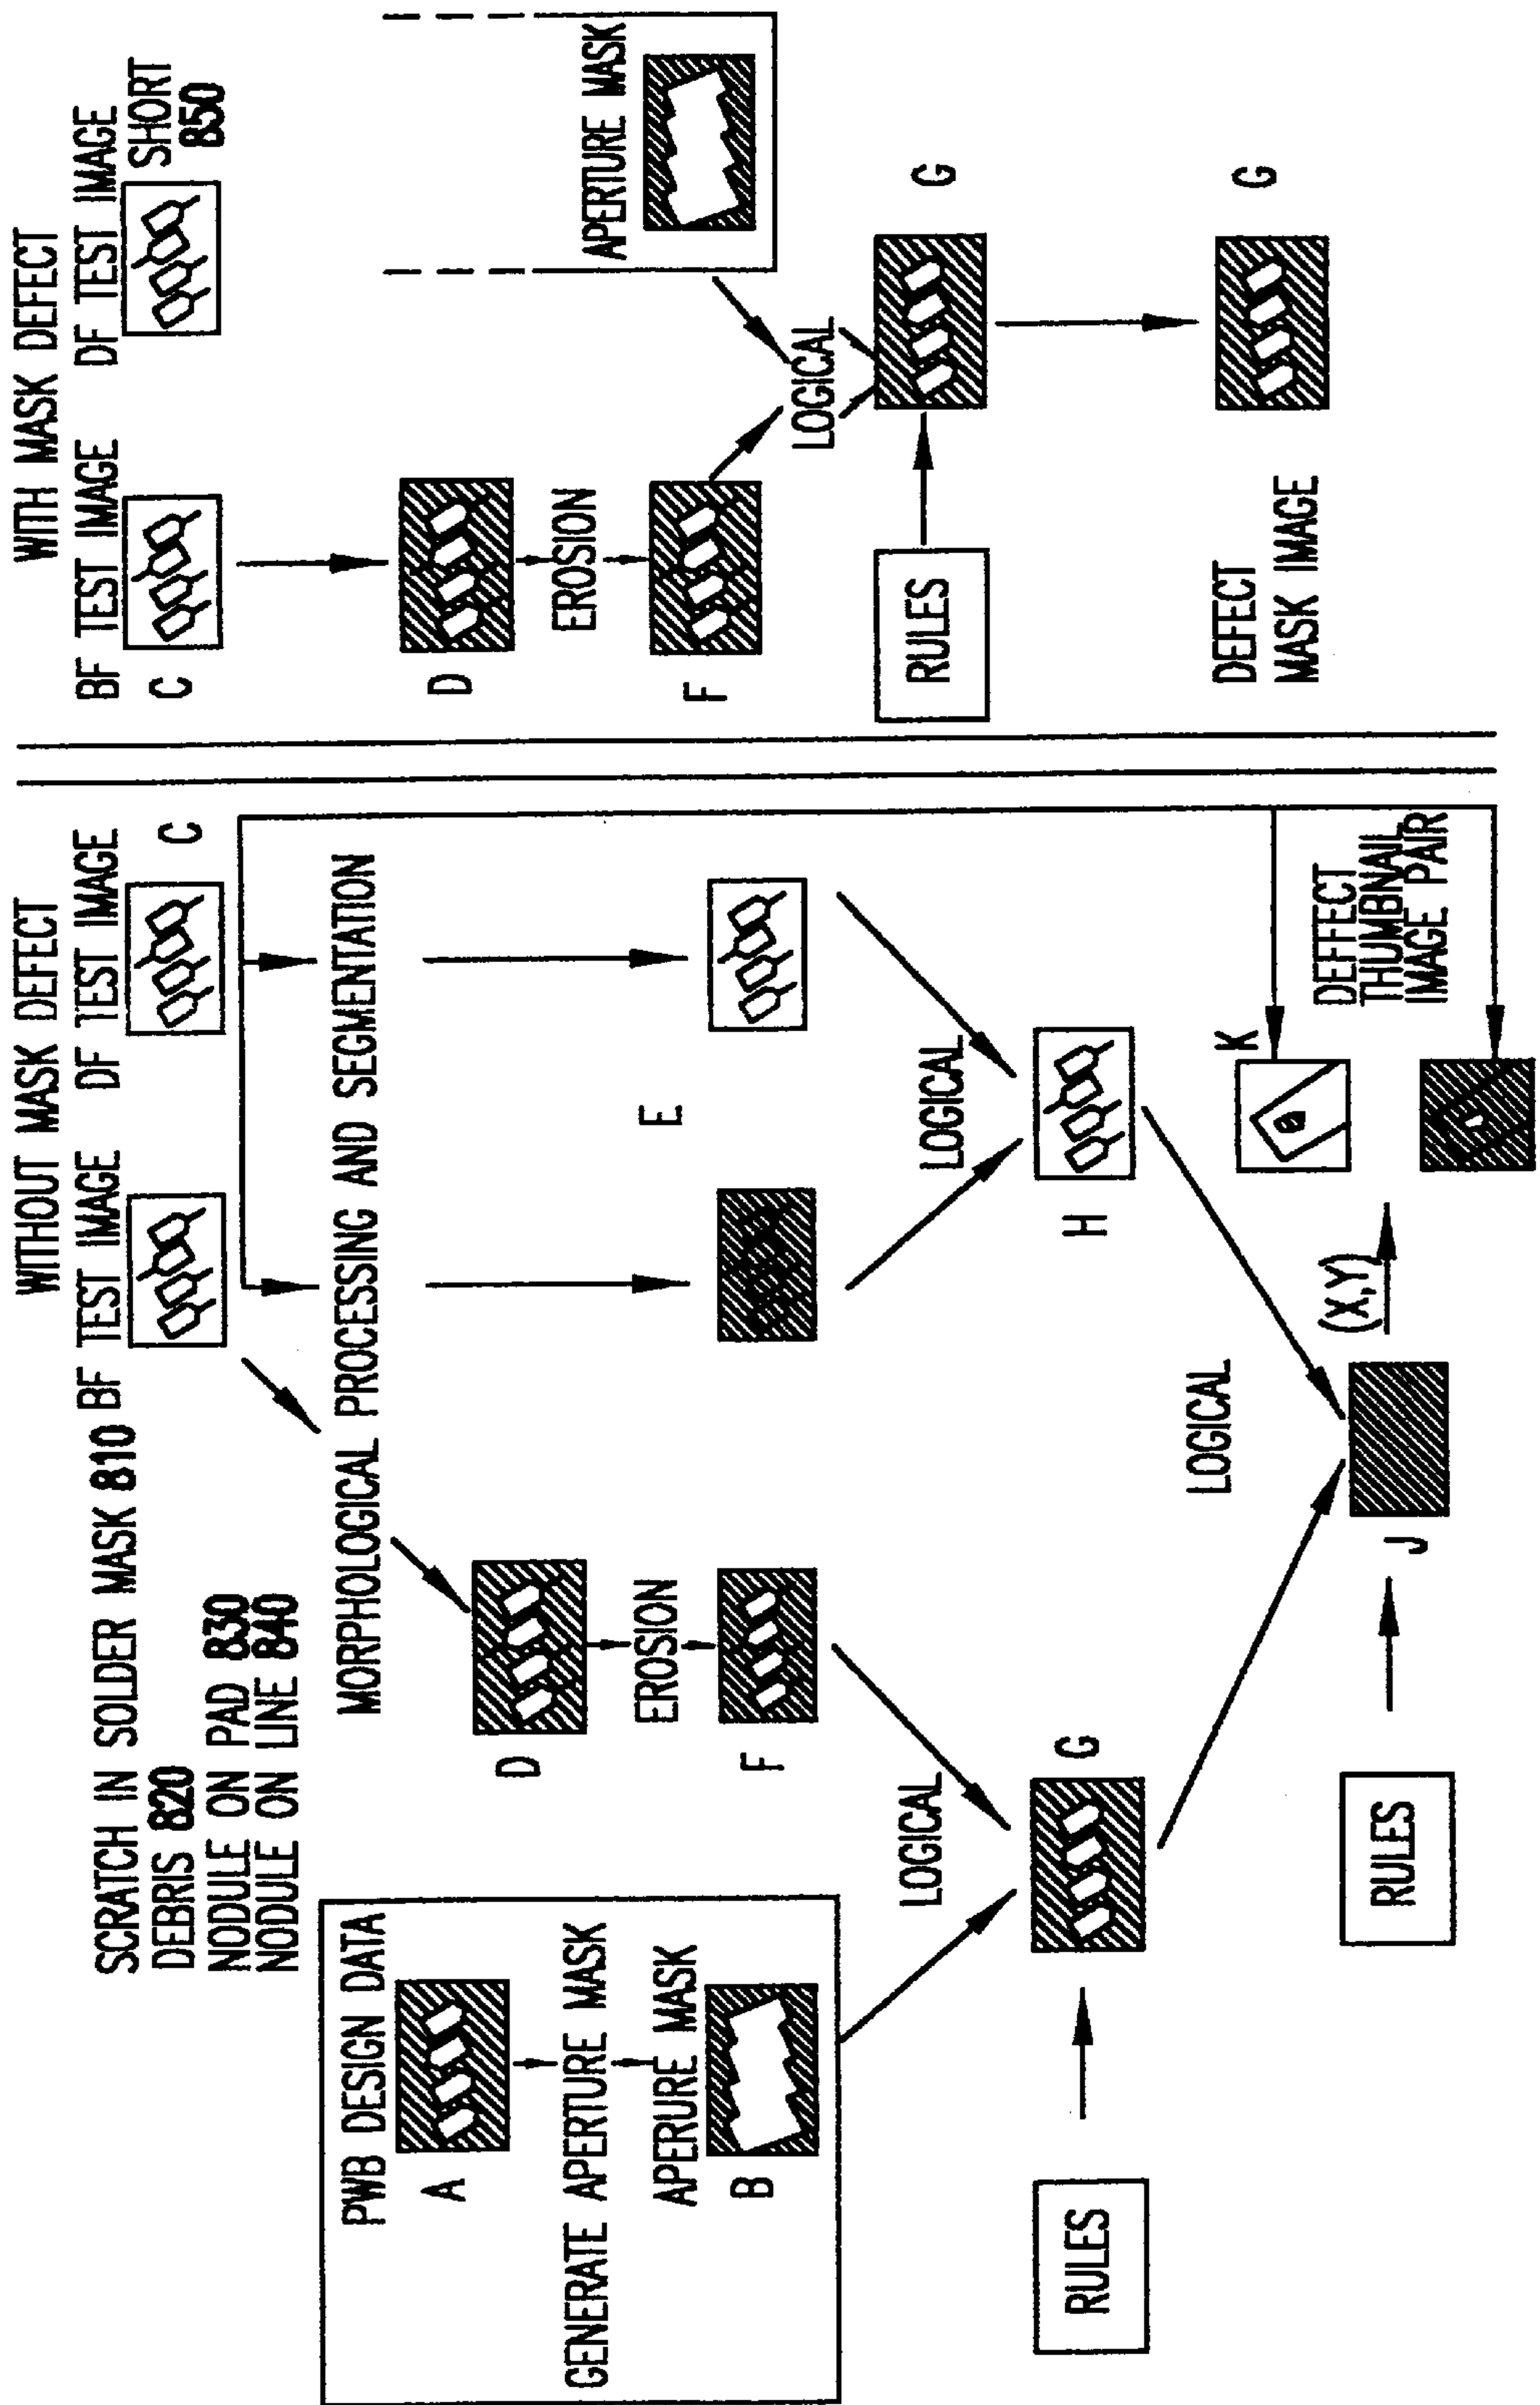 WITHOUT MASK DEFECT
SCRATCH IN SOLDER MASK 810
DEBRIS 820
NODULE ON PAD 830
NODULE ON LINE 840
BF TEST IMAGE
DF TEST IMAGE
C
PWB DESIGN DATA
A
GENERATE APERTURE MASK
APERURE MASK
B
MORPHOLOGICAL PROCESSING AND SEGMENTATION
D
EROSION
F
E
LOGICAL
LOGICAL
RULES
G
H
LOGICAL
RULES
J
(X,Y)
K
DEFFECT
THUMBNAIL
IMAGE PAIR
WITH MASK DEFECT
BF TEST IMAGE
DF TEST IMAGE
C
SHORT
850
D
EROSION
F
APERTURE MASK
LOGICAL
RULES
G
DEFECT
MASK IMAGE
G